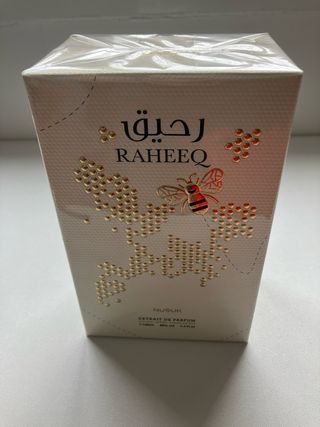 رحيق
RAHEEQ
NUSUK
EXTRAIT DE PARFUM